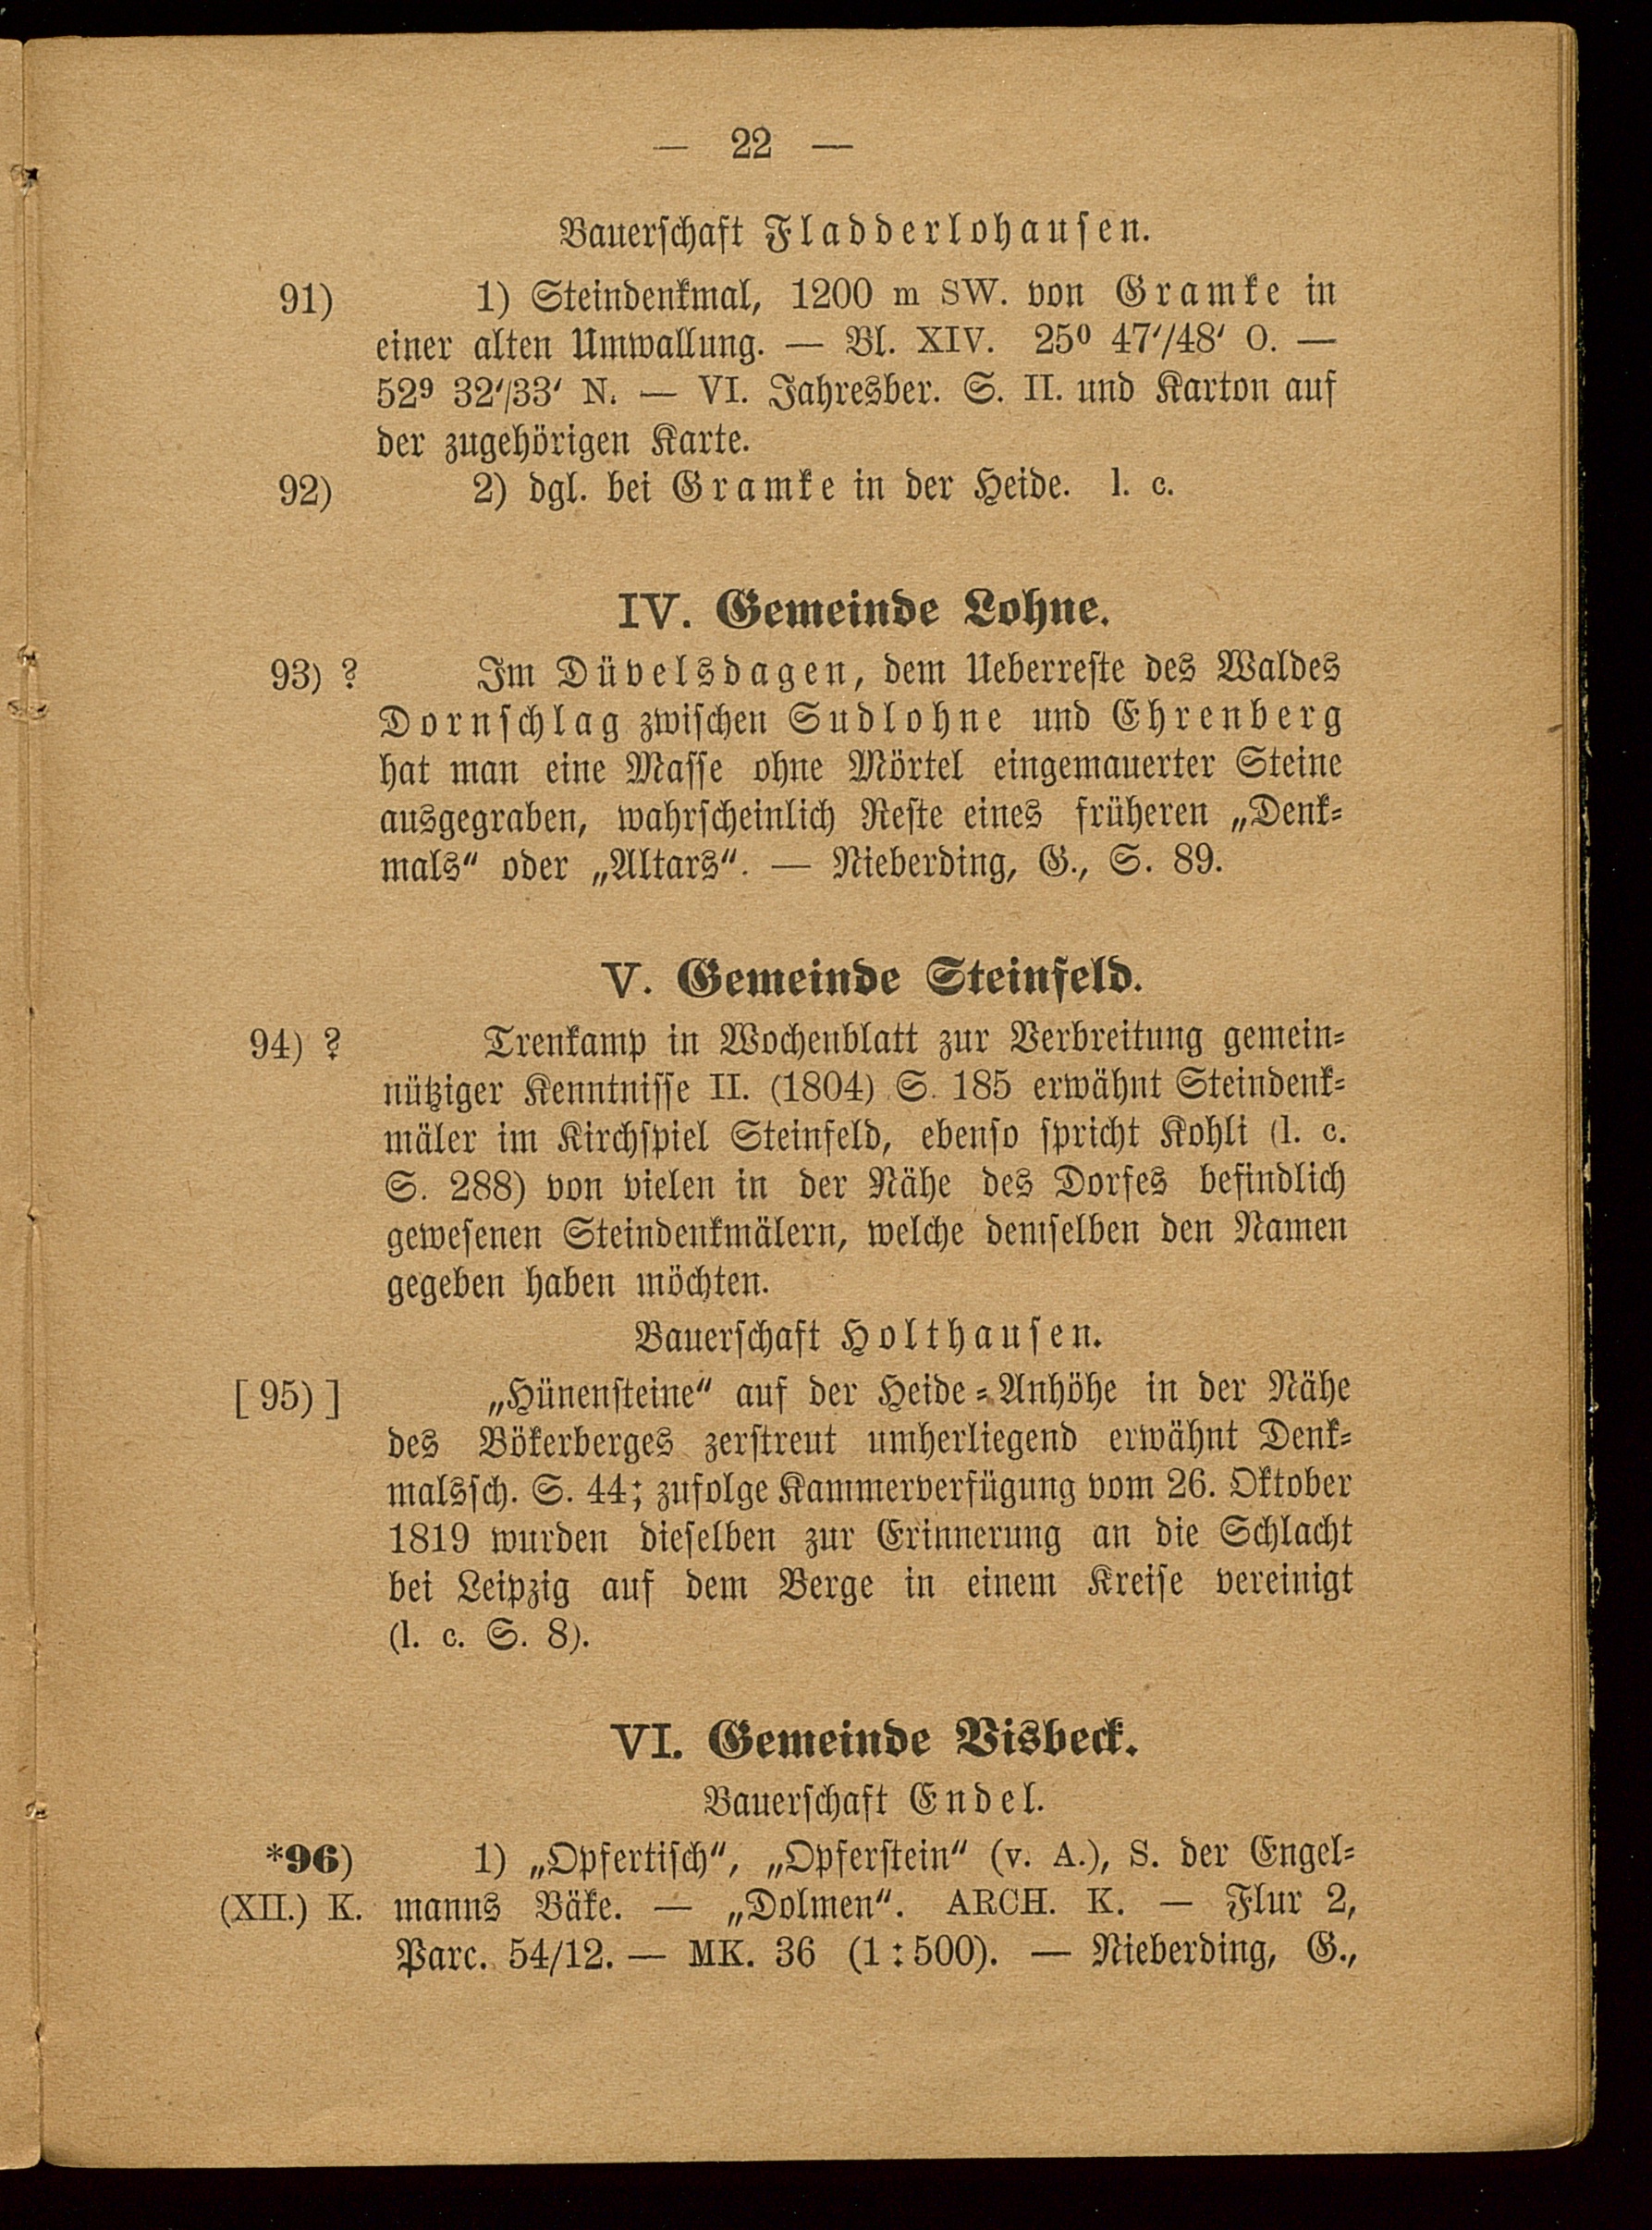 — 22 —
Bauerschaft Fladderlohausen.
91) 1) Steindenkmal, 1200 m SW. von Gramke in
einer alten Umwallung. — Bl. XIV. 25⁰ 47′/48′ O. —
52⁹ 32′/33′ N. — VI. Jahresber. S. II. und Karton auf
der zugehörigen Karte.
92) 2) dgl. bei Gramke in der Heide. l. c.
IV. Gemeinde Lohne.
93) ? Im Düvelsdagen, dem Ueberreste des Waldes
Dornschlag zwischen Sudlohne und Ehrenberg
hat man eine Masse ohne Mörtel eingemauerter Steine
ausgegraben, wahrscheinlich Reste eines früheren „Denk-
mals“ oder „Altars“. — Nieberding, G., S. 89.
V. Gemeinde Steinfeld.
94) ? Trenkamp in Wochenblatt zur Verbreitung gemein-
nütziger Kenntnisse II. (1804) S. 185 erwähnt Steindenk-
mäler im Kirchspiel Steinfeld, ebenso spricht Kohli (l. c.
S. 288) von vielen in der Nähe des Dorfes befindlich
gewesenen Steindenkmälern, welche demselben den Namen
gegeben haben möchten.
Bauerschaft Holthausen.
[95)] „Hünensteine“ auf der Heide-Anhöhe in der Nähe
des Bökerberges zerstreut umherliegend erwähnt Denk-
malssch. S. 44; zufolge Kammerverfügung vom 26. Oktober
1819 wurden dieselben zur Erinnerung an die Schlacht
bei Leipzig auf dem Berge in einem Kreise vereinigt
(l. c. S. 8).
VI. Gemeinde Visbeck.
Bauerschaft Endel.
*96) 1) „Opfertisch“, „Opferstein“ (v. A.), S. der Engel-
(XII.) K. manns Bäke. — „Dolmen“. ARCH. K. — Flur 2,
Parc. 54/12. — MK. 36 (1:500). — Nieberding, G.,